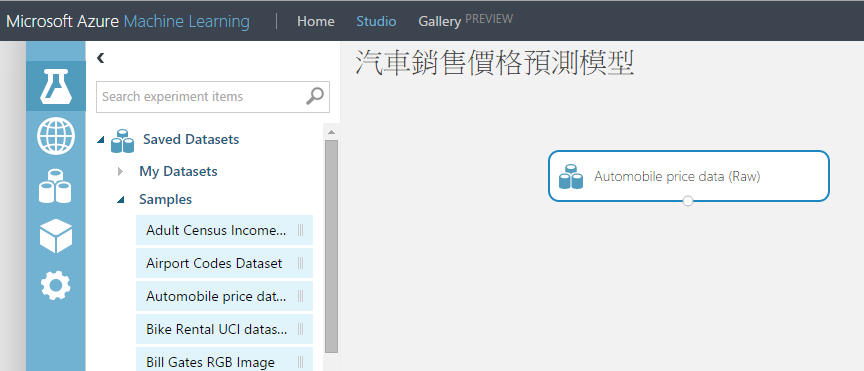 Microsoft Azure Machine Learning Home Studio Gallery PREVIEW
汽車銷售價格預測模型
Search experiment items
Saved Datasets
My Datasets
Samples
Adult Census Income...
Airport Codes Dataset
Automobile price dat...
Bike Rental UCI datas...
Bill Gates RGB Image
Automobile price data (Raw)